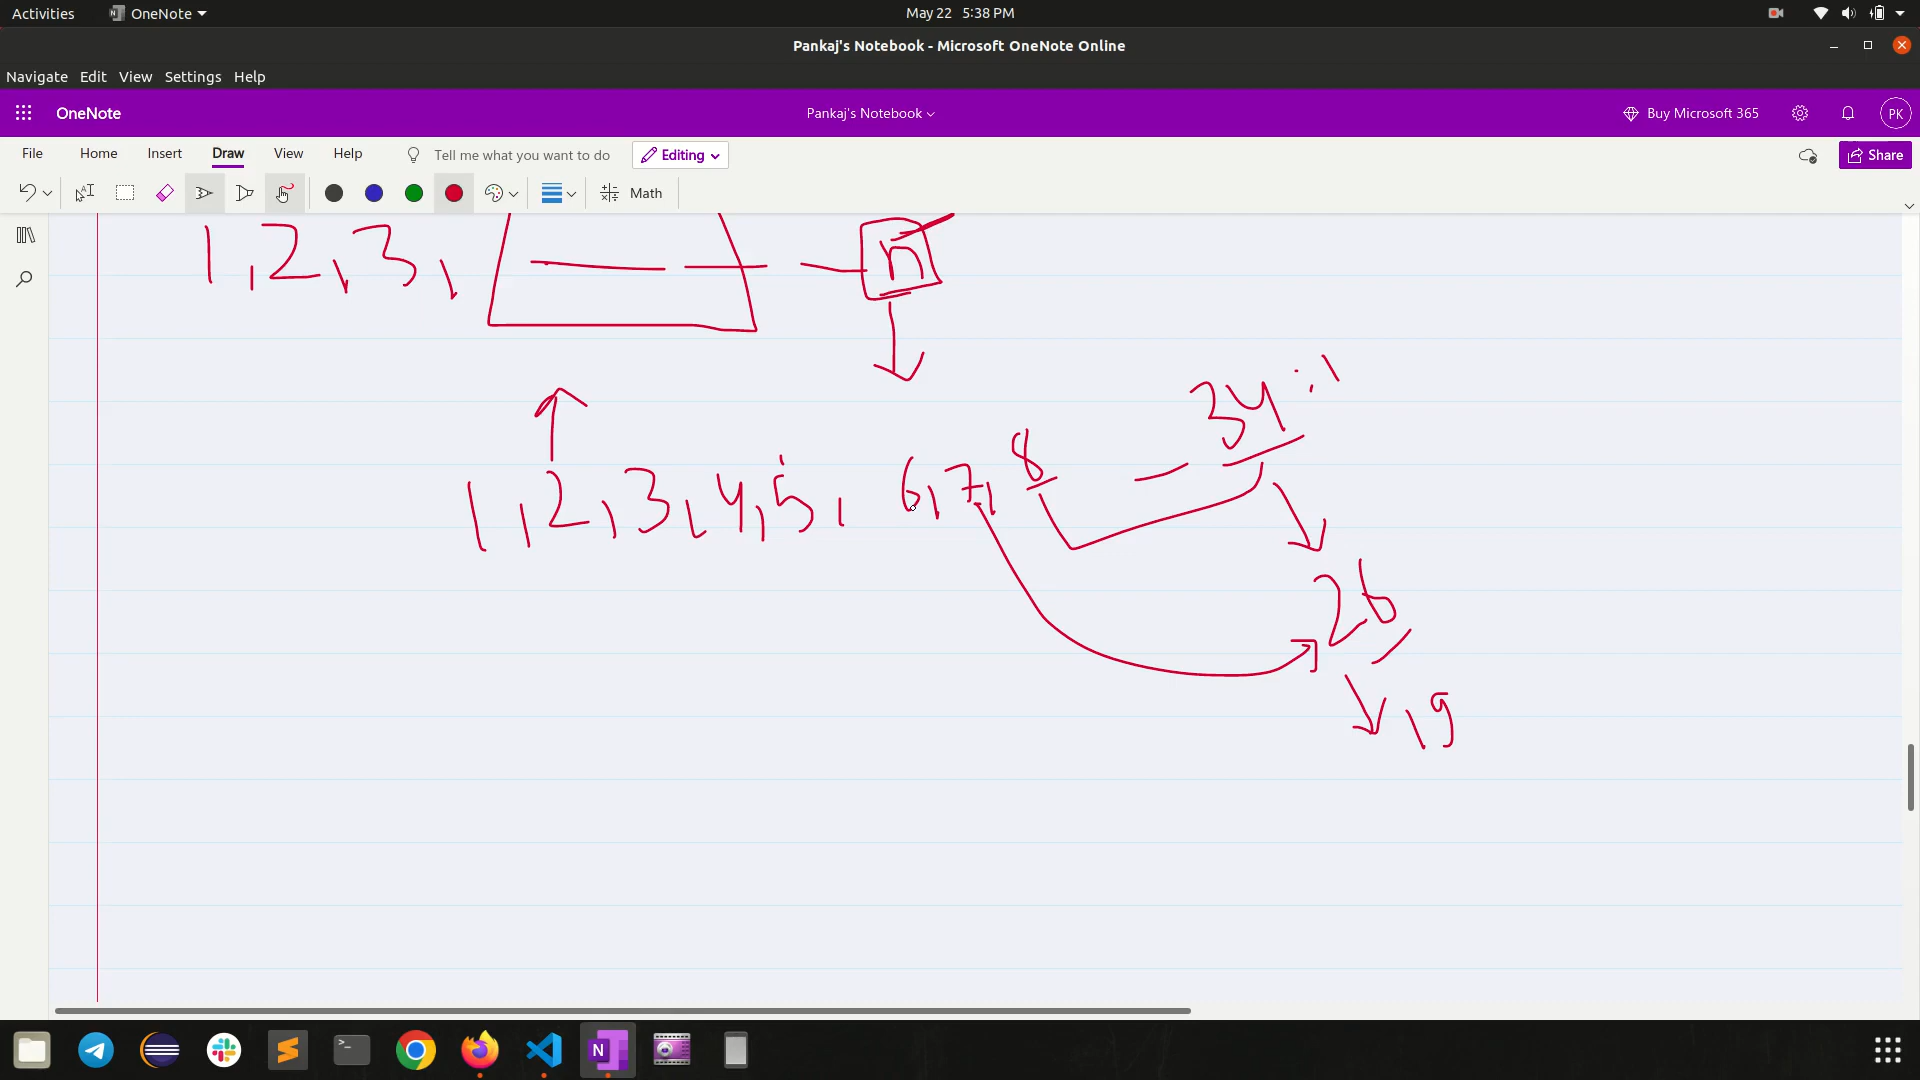 Activities OneNote May 22 5:38 PM
Pankaj's Notebook - Microsoft OneNote Online
Navigate Edit View Settings Help
OneNote Pankaj's Notebook Buy Microsoft 365 PK
File Home Insert Draw View Help Tell me what you want to do Editing Share
Math
1, 2, 3, n
34
1, 2, 3, 4, 5, 6, 7, 8
26
19